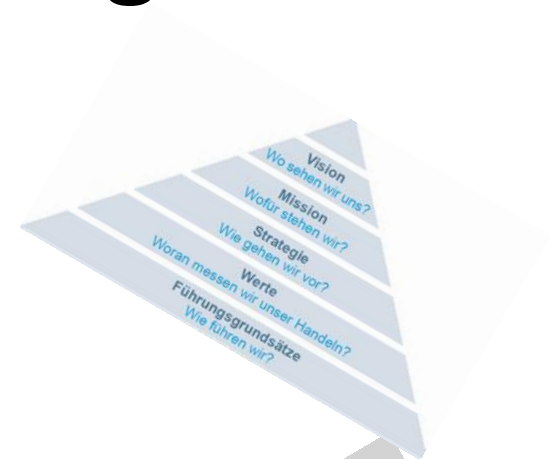 Vision
Wo sehen wir uns?
Mission
Wofür stehen wir?
Strategie
Wie gehen wir vor?
Werte
Woran messen wir unser Handeln?
Führungsgrundsätze
Wie führen wir?